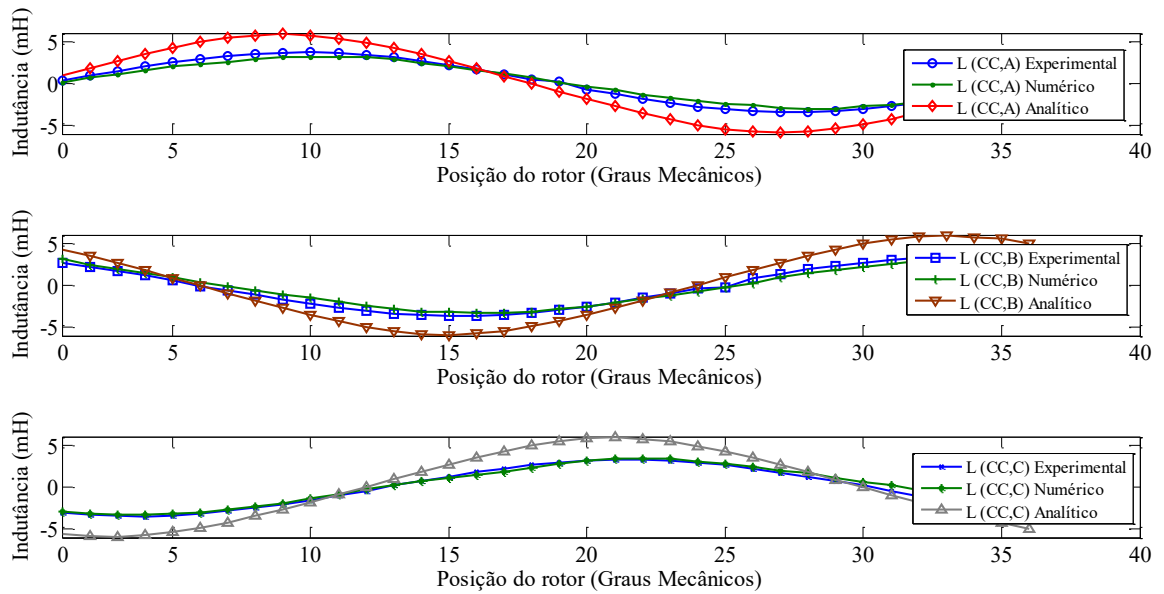 Indutância (mH)
5
0
-5
L (CC,A) Experimental
L (CC,A) Numérico
L (CC,A) Analítico
0 5 10 15 20 25 30 35 40
Posição do rotor (Graus Mecânicos)
Indutância (mH)
5
0
-5
L (CC,B) Experimental
L (CC,B) Numérico
L (CC,B) Analítico
0 5 10 15 20 25 30 35 40
Posição do rotor (Graus Mecânicos)
Indutância (mH)
5
0
-5
L (CC,C) Experimental
L (CC,C) Numérico
L (CC,C) Analítico
0 5 10 15 20 25 30 35 40
Posição do rotor (Graus Mecânicos)